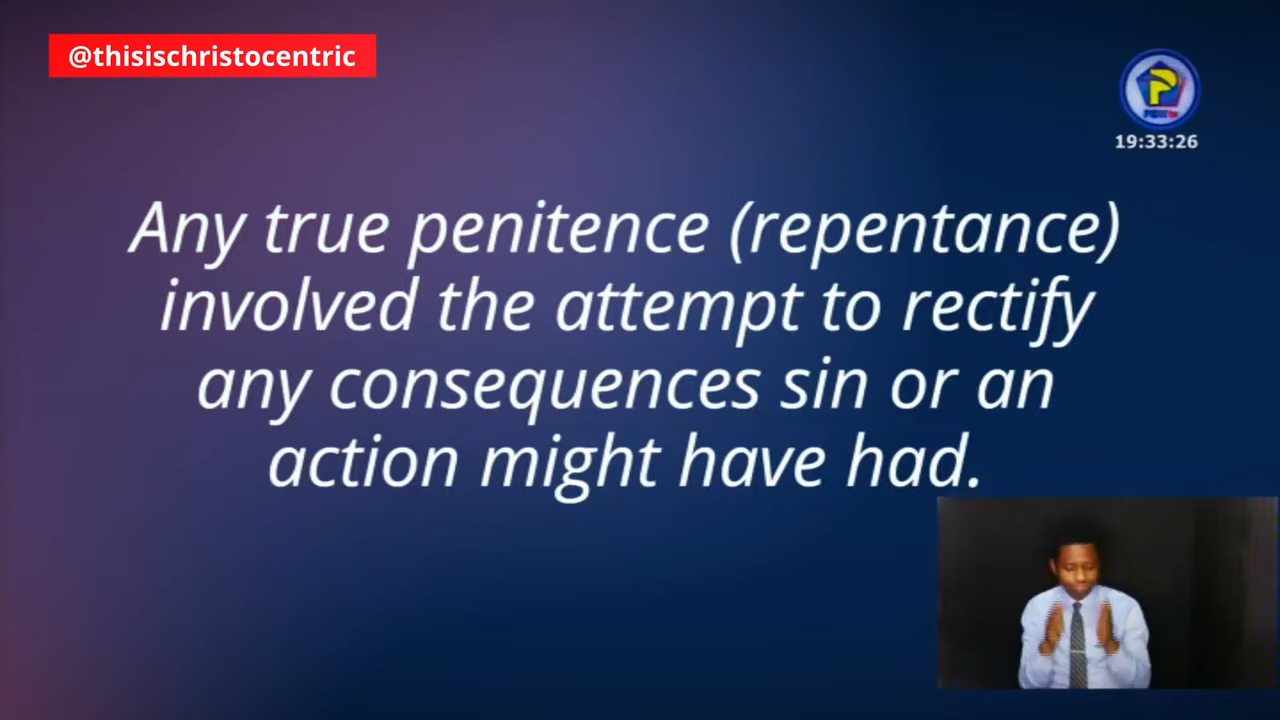 @thisischristocentric
P
19:33:26
Any true penitence (repentance)
involved the attempt to rectify
any consequences sin or an
action might have had.